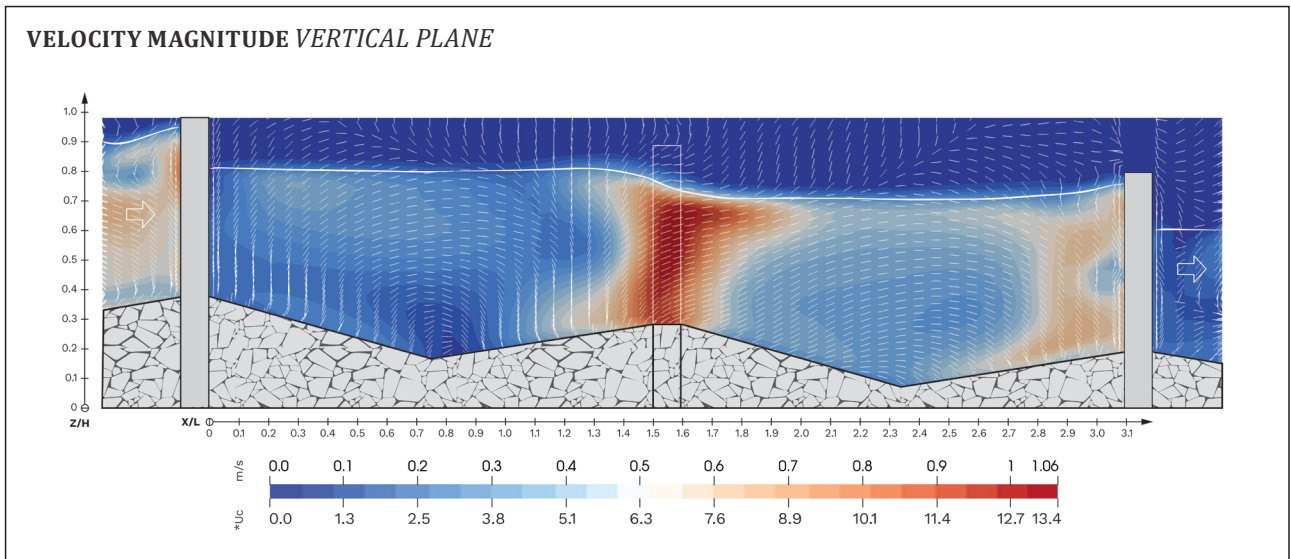 VELOCITY MAGNITUDE VERTICAL PLANE
1.0
0.9
0.8
0.7
0.6
0.5
0.4
0.3
0.2
0.1
0
Z/H
X/L
0 0.1 0.2 0.3 0.4 0.5 0.6 0.7 0.8 0.9 1.0 1.1 1.2 1.3 1.4 1.5 1.6 1.7 1.8 1.9 2.0 2.1 2.2 2.3 2.4 2.5 2.6 2.7 2.8 2.9 3.0 3.1
m/s 0.0 0.1 0.2 0.3 0.4 0.5 0.6 0.7 0.8 0.9 1 1.06
*Uc 0.0 1.3 2.5 3.8 5.1 6.3 7.6 8.9 10.1 11.4 12.7 13.4